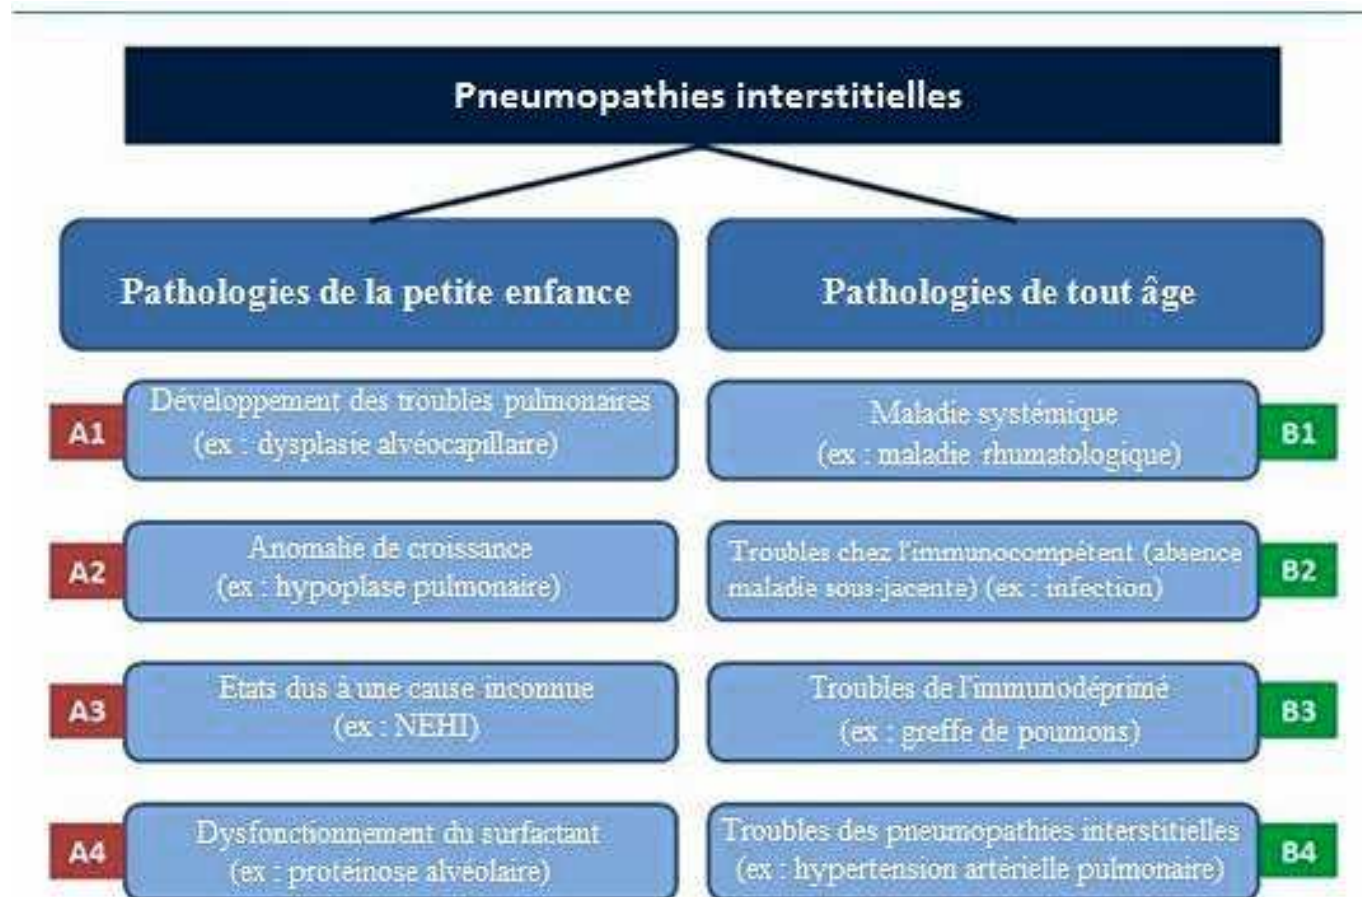 Pneumopathies interstitielles
Pathologies de la petite enfance
Pathologies de tout âge
A1
Développement des troubles pulmonaires
(ex : dysplasie alvéocapillaire)
Maladie systémique
(ex : maladie rhumatologique)
B1
A2
Anomalie de croissance
(ex : hypoplase pulmonaire)
Troubles chez l'immunocompétent (absence
maladie sous-jacente) (ex : infection)
B2
A3
Etats dus à une cause inconnue
(ex : NEHI)
Troubles de l'immunodéprimé
(ex : greffe de poumons)
B3
A4
Dysfonctionnement du surfactant
(ex : protéinose alvéolaire)
Troubles des pneumopathies interstitielles
(ex : hypertension artérielle pulmonaire)
B4